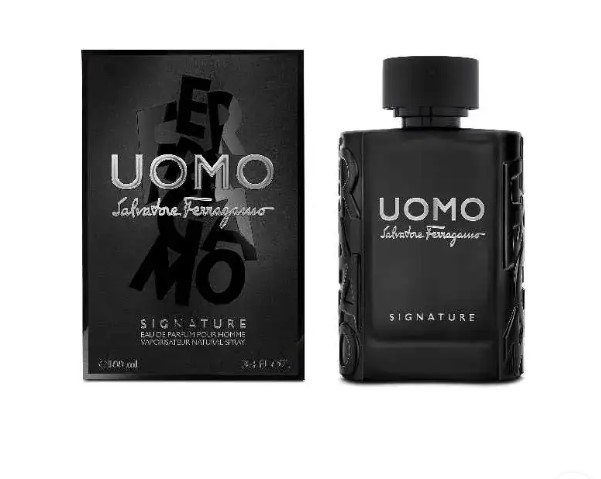 UOMO
Salvatore Ferragamo
SIGNATURE
EAU DE PARFUM POUR HOMME
VAPORISATEUR NATURAL SPRAY
100 ml 3.4 FL.OZ.
UOMO
Salvatore Ferragamo
SIGNATURE